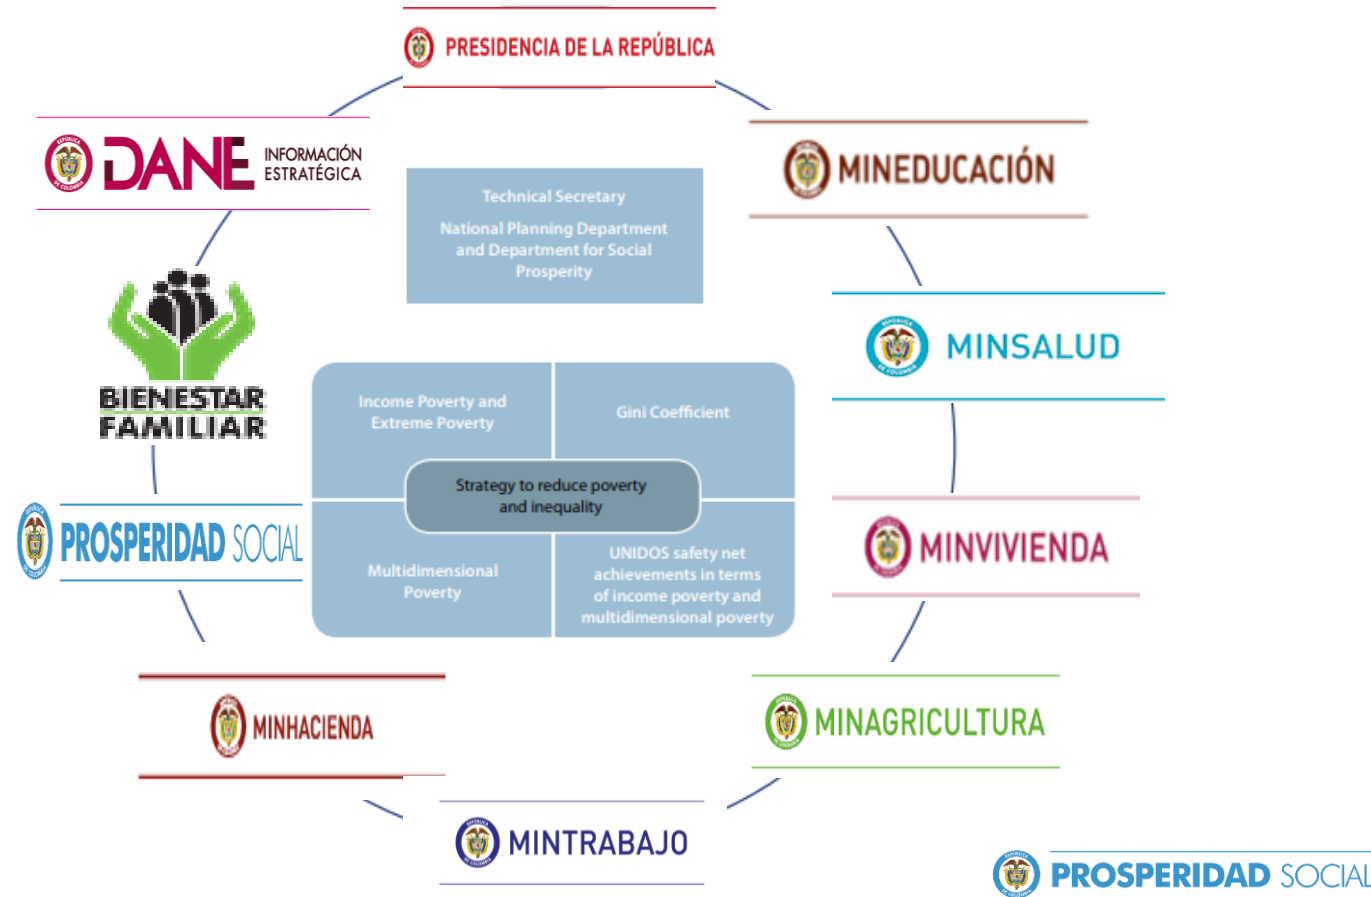 PRESIDENCIA DE LA REPÚBLICA
DANE INFORMACIÓN
ESTRATÉGICA
MINEDUCACIÓN
Technical Secretary
National Planning Department
and Department for Social
Prosperity
MINSALUD
BIENESTAR
FAMILIAR
Income Poverty and
Extreme Poverty
Gini Coefficient
Strategy to reduce poverty
and inequality
PROSPERIDAD SOCIAL
MINVIVIENDA
Multidimensional
Poverty
UNIDOS safety net
achievements in terms
of income poverty and
multidimensional poverty
MINHACIENDA
MINAGRICULTURA
MINTRABAJO
PROSPERIDAD SOCIAL